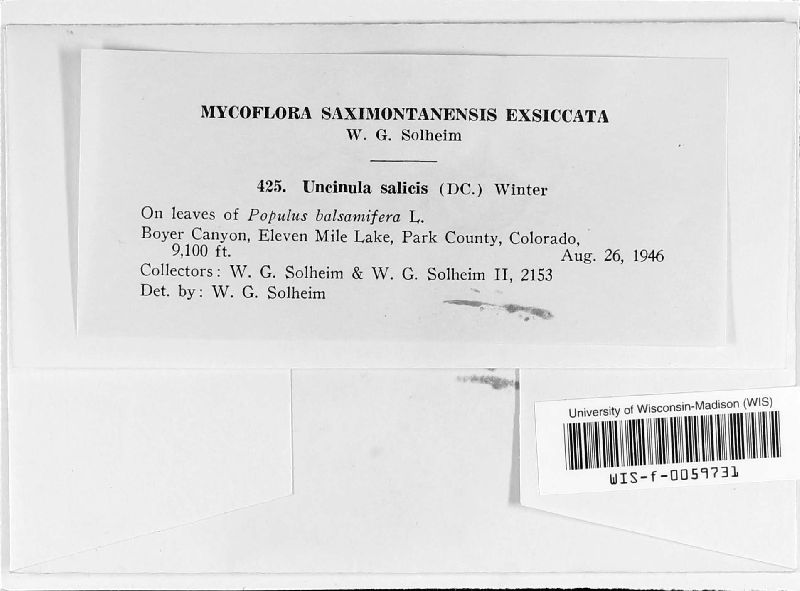 MYCOFLORA SAXIMONTANENSIS EXSICCATA
W. G. Solheim
425. Uncinula salicis (DC.) Winter
On leaves of Populus balsamifera L.
Boyer Canyon, Eleven Mile Lake, Park County, Colorado,
9,100 ft. Aug. 26, 1946
Collectors: W. G. Solheim & W. G. Solheim II, 2153
Det. by: W. G. Solheim
University of Wisconsin-Madison (WIS)
WIS-f-0059731